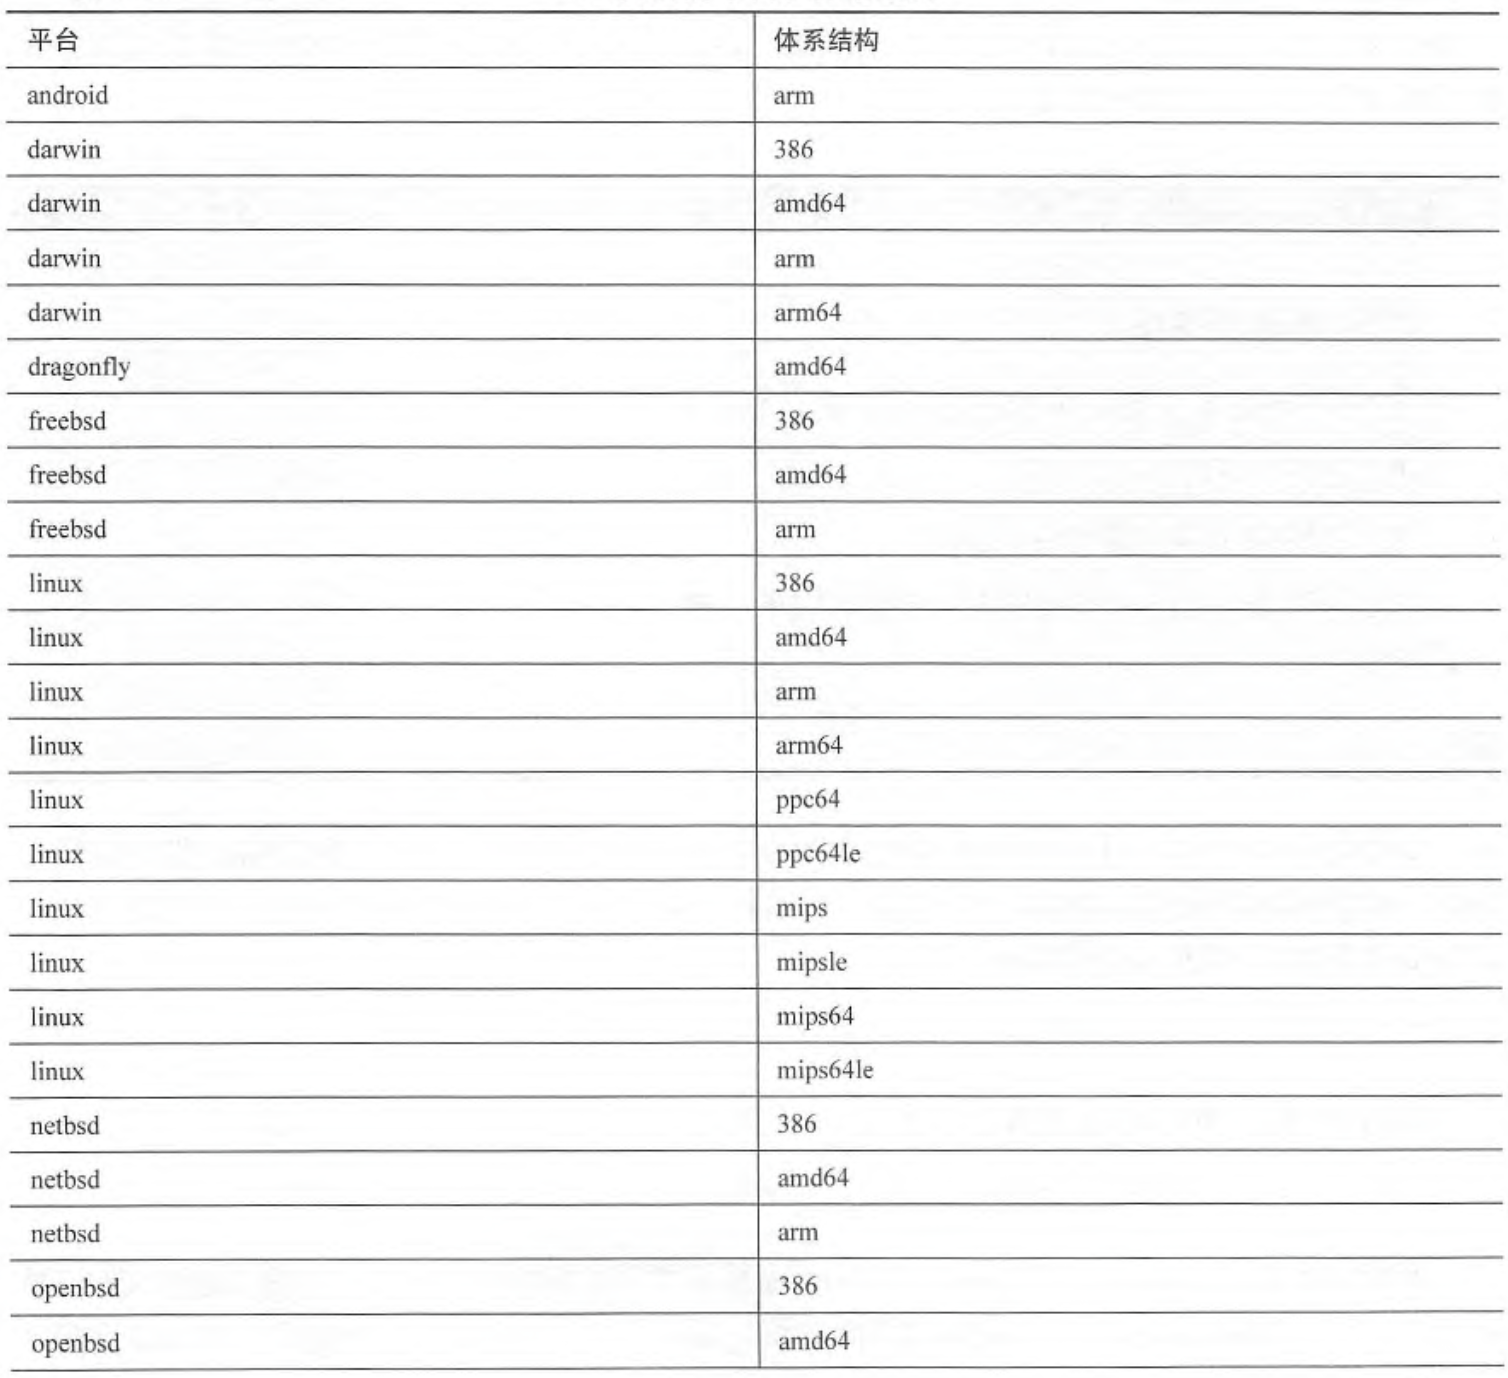 平台 体系结构
android arm
darwin 386
darwin amd64
darwin arm
darwin arm64
dragonfly amd64
freebsd 386
freebsd amd64
freebsd arm
linux 386
linux amd64
linux arm
linux arm64
linux ppc64
linux ppc64le
linux mips
linux mipsle
linux mips64
linux mips64le
netbsd 386
netbsd amd64
netbsd arm
openbsd 386
openbsd amd64